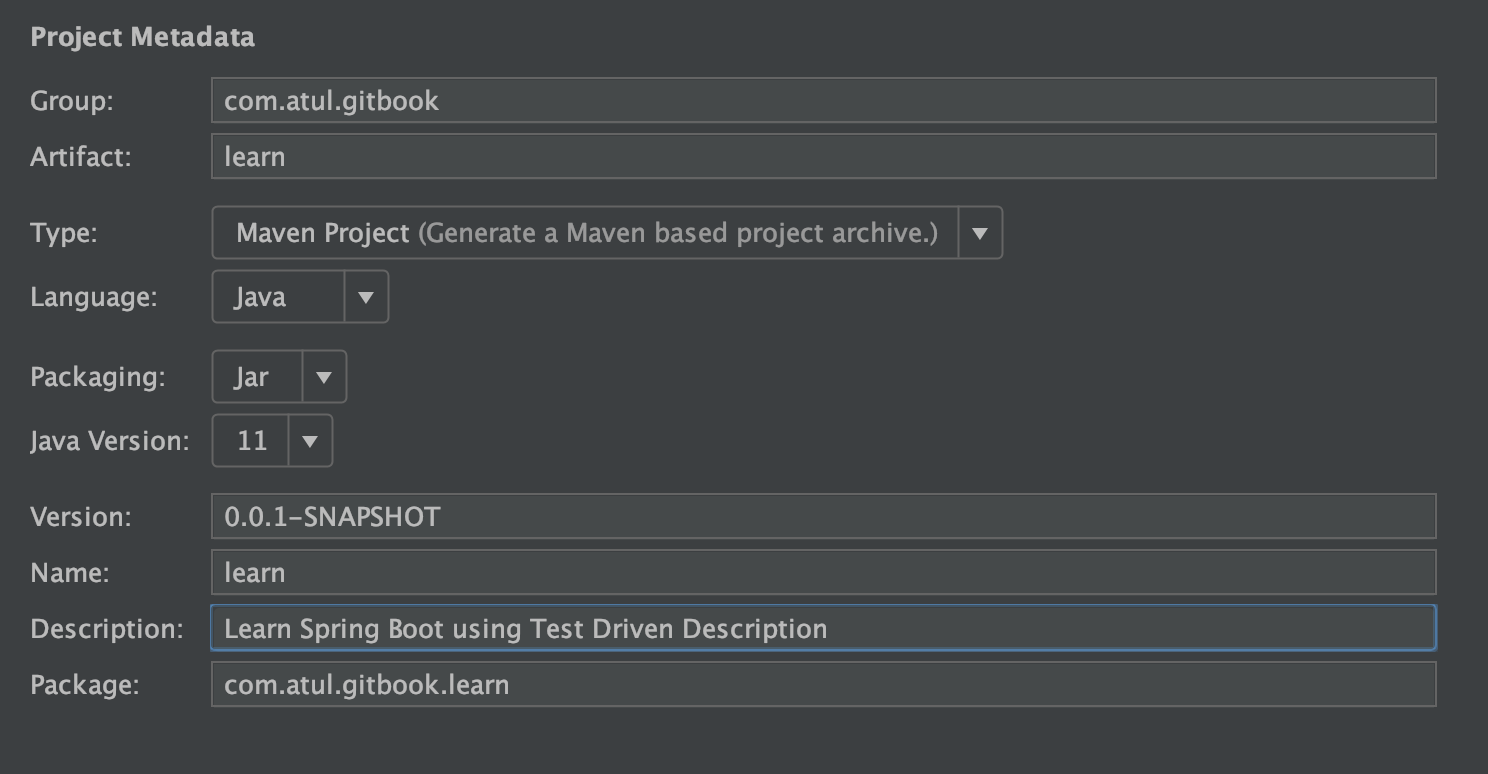 Project Metadata
Group: com.atul.gitbook
Artifact: learn
Type: Maven Project (Generate a Maven based project archive.)
Language: Java
Packaging: Jar
Java Version: 11
Version: 0.0.1-SNAPSHOT
Name: learn
Description: Learn Spring Boot using Test Driven Description
Package: com.atul.gitbook.learn